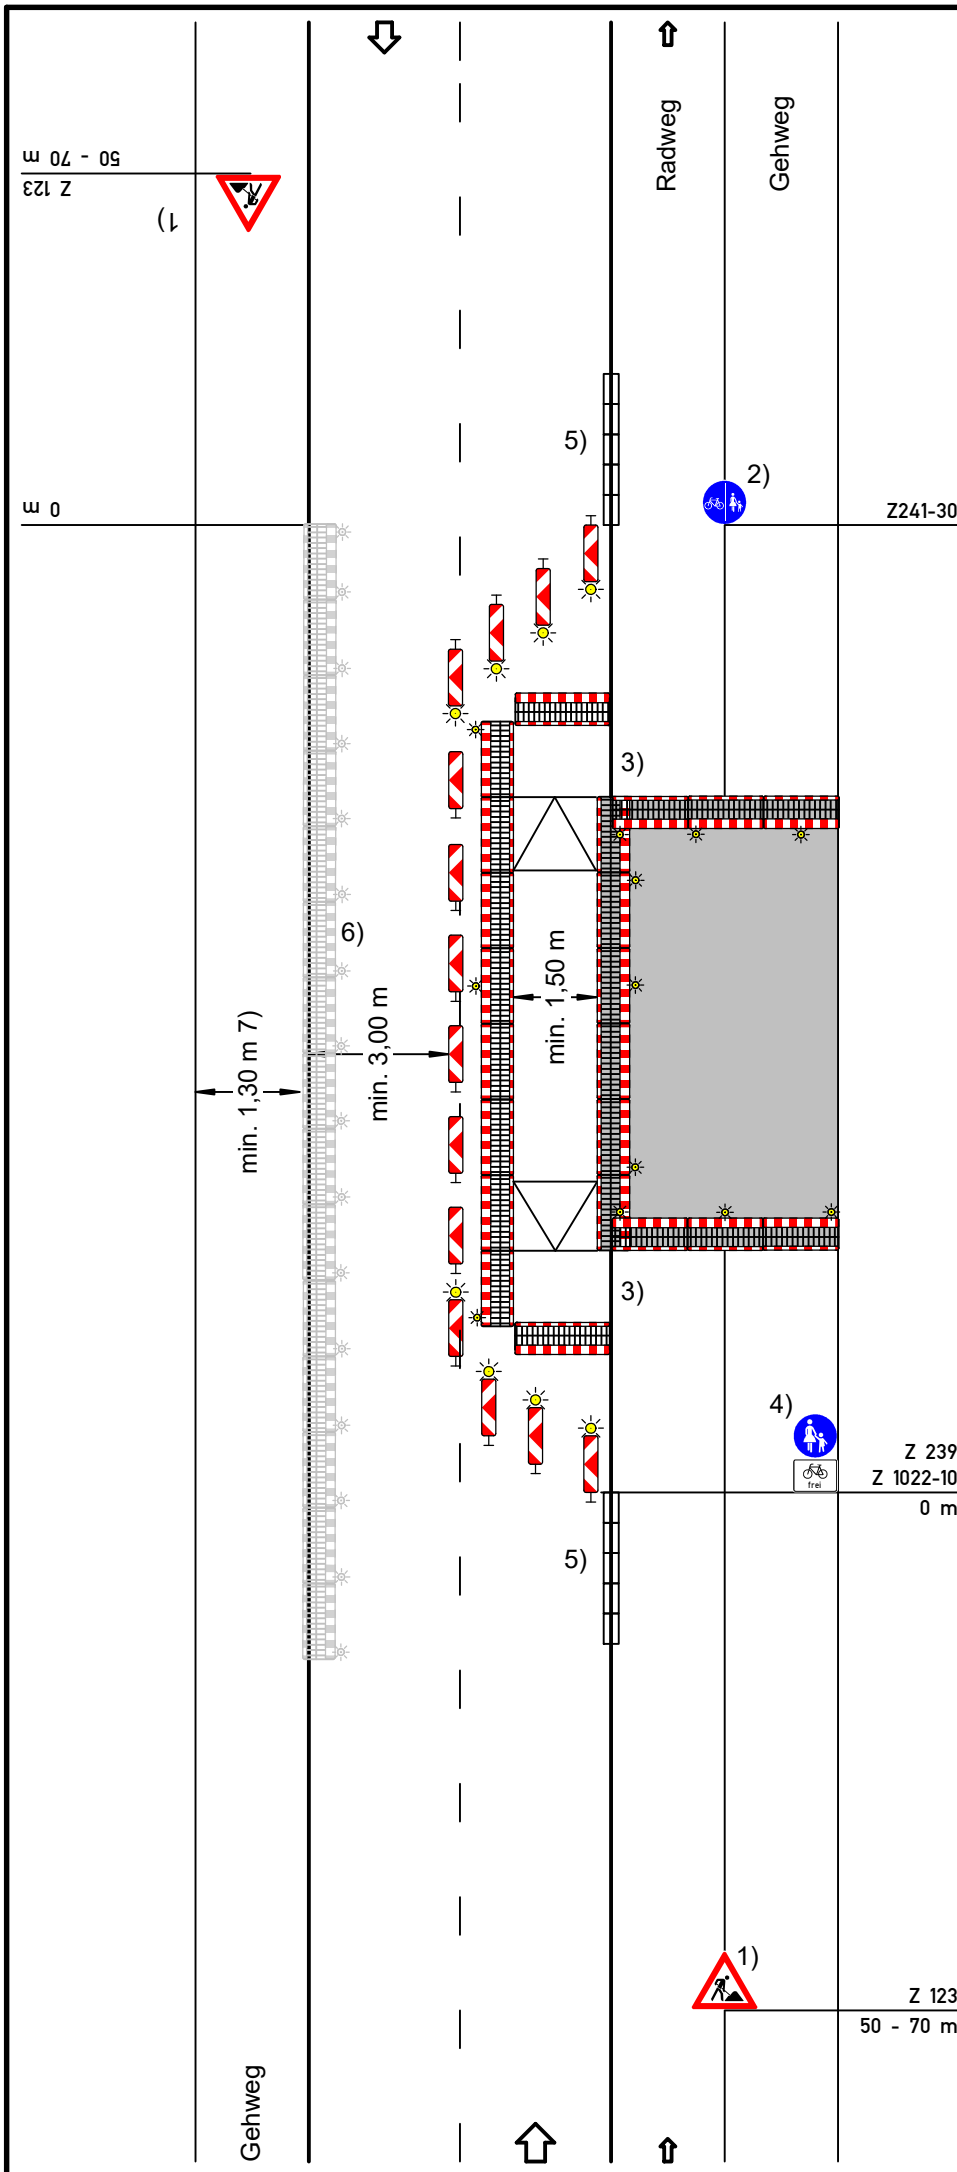 Radweg
Gehweg
50 - 70 m
Z 123
1)
5)
2)
0 m
Z241-30
3)
6)
min. 1,50 m
min. 3,00 m
min. 1,30 m 7)
3)
4)
Z 239
Z 1022-10
frei
0 m
5)
1)
Z 123
50 - 70 m
Gehweg